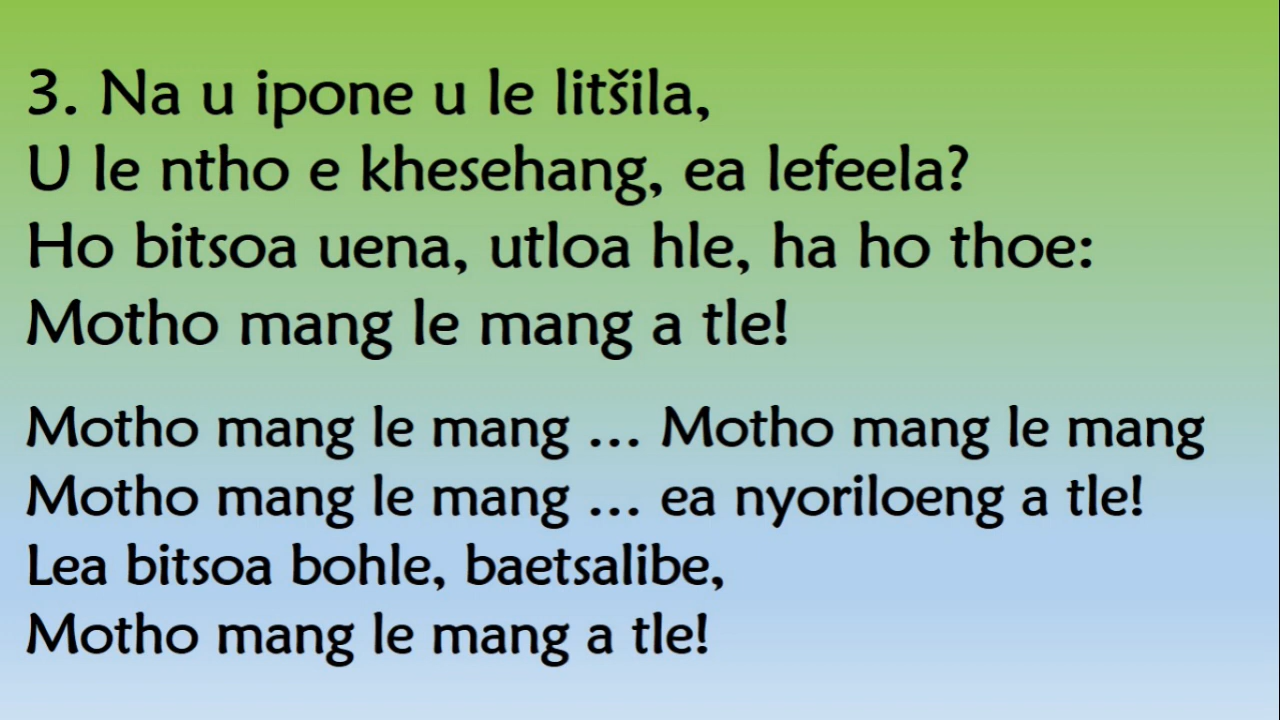 3. Na u ipone u le litšila,
U le ntho e khesehang, ea lefeela?
Ho bitsoa uena, utloa hle, ha ho thoe:
Motho mang le mang a tle!
Motho mang le mang ... Motho mang le mang
Motho mang le mang ... ea nyoriloeng a tle!
Lea bitsoa bohle, baetsalibe,
Motho mang le mang a tle!